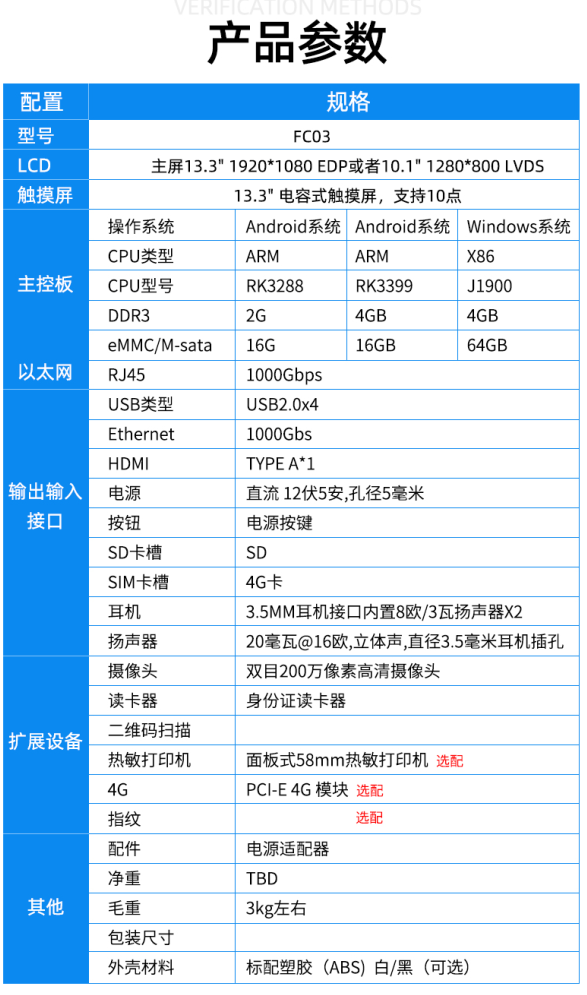 VERIFICATION METHODS
产品参数
配置 规格
型号 FC03
LCD 主屏13.3" 1920*1080 EDP或者10.1" 1280*800 LVDS
触摸屏 13.3" 电容式触摸屏，支持10点
操作系统 Android系统 Android系统 Windows系统
CPU类型 ARM ARM X86
主控板 CPU型号 RK3288 RK3399 J1900
DDR3 2G 4GB 4GB
eMMC/M-sata 16G 16GB 64GB
以太网 RJ45 1000Gbps
USB类型 USB2.0x4
Ethernet 1000Gbs
HDMI TYPE A*1
输出输入 电源 直流 12伏5安,孔径5毫米
接口 按钮 电源按键
SD卡槽 SD
SIM卡槽 4G卡
耳机 3.5MM耳机接口内置8欧/3瓦扬声器X2
扬声器 20毫瓦@16欧,立体声,直径3.5毫米耳机插孔
摄像头 双目200万像素高清摄像头
读卡器 身份证读卡器
二维码扫描
扩展设备
热敏打印机 面板式58mm热敏打印机 选配
4G PCI-E 4G 模块 选配
指纹 选配
配件 电源适配器
净重 TBD
其他 毛重 3kg左右
包装尺寸
外壳材料 标配塑胶（ABS) 白/黑（可选）